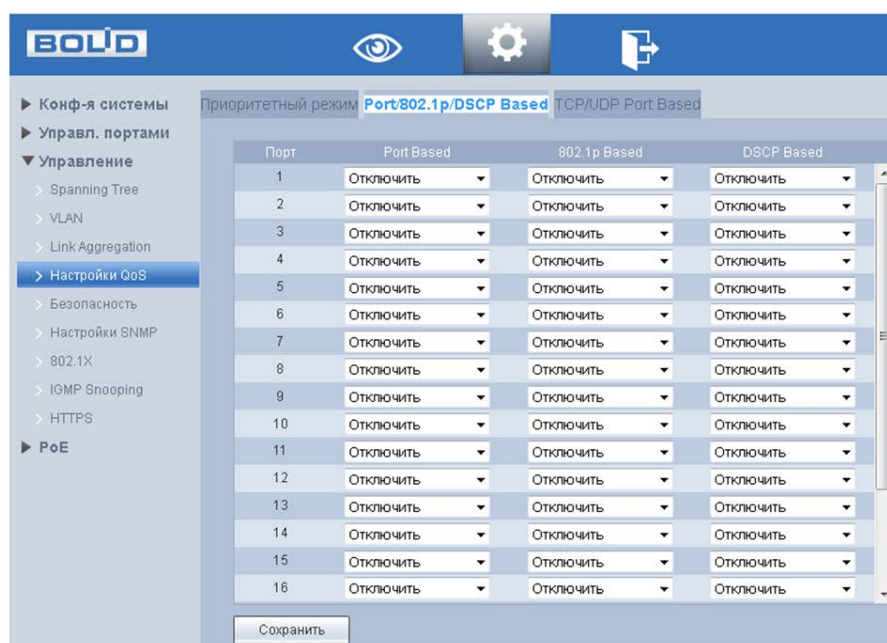 BOLID
Конф-я системы
Управл. портами
Управление
Spanning Tree
VLAN
Link Aggregation
Настройки QoS
Безопасность
Настройки SNMP
802.1X
IGMP Snooping
HTTPS
PoE
Приоритетный режим Port/802.1p/DSCP Based TCP/UDP Port Based
Порт Port Based 802.1p Based DSCP Based
1 Отключить Отключить Отключить
2 Отключить Отключить Отключить
3 Отключить Отключить Отключить
4 Отключить Отключить Отключить
5 Отключить Отключить Отключить
6 Отключить Отключить Отключить
7 Отключить Отключить Отключить
8 Отключить Отключить Отключить
9 Отключить Отключить Отключить
10 Отключить Отключить Отключить
11 Отключить Отключить Отключить
12 Отключить Отключить Отключить
13 Отключить Отключить Отключить
14 Отключить Отключить Отключить
15 Отключить Отключить Отключить
16 Отключить Отключить Отключить
Сохранить